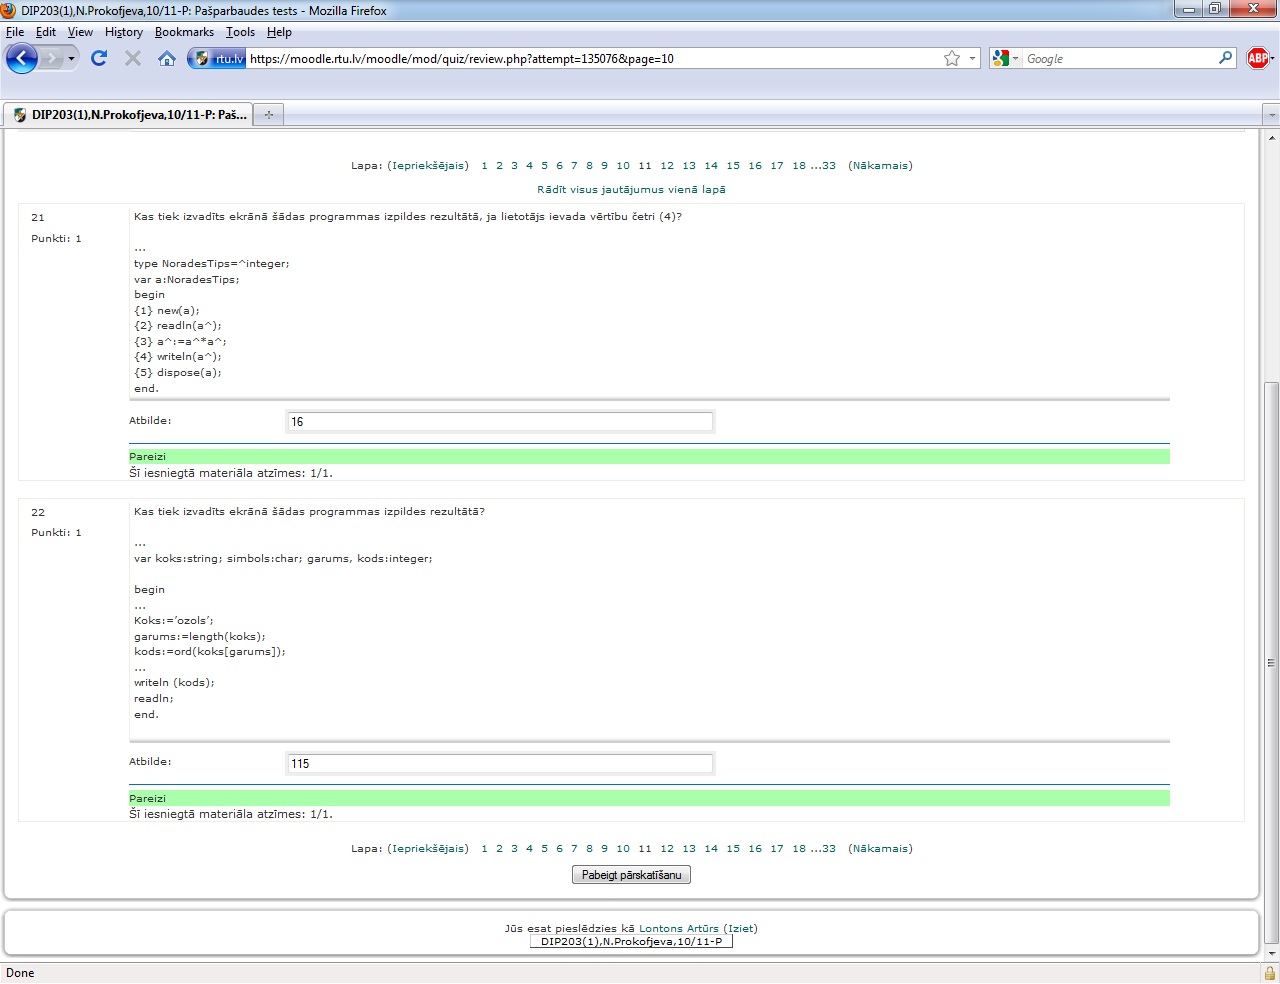 DIP203(1),N.Prokofjeva,10/11-P: Pašparbaudes tests - Mozilla Firefox
File Edit View History Bookmarks Tools Help
rtu.lv https://moodle.rtu.lv/moodle/mod/quiz/review.php?attempt=135076&page=10 Google ABP
DIP203(1),N.Prokofjeva,10/11-P: Paš...
Lapa: (Iepriekšējais) 1 2 3 4 5 6 7 8 9 10 11 12 13 14 15 16 17 18 ...33 (Nākamais)
Rādīt visus jautājumus vienā lapā
21
Punkti: 1
Kas tiek izvadīts ekrānā šādas programmas izpildes rezultātā, ja lietotājs ievada vērtību četri (4)?
...
type NoradesTips=^integer;
var a:NoradesTips;
begin
{1} new(a);
{2} readln(a^);
{3} a^:=a^*a^;
{4} writeln(a^);
{5} dispose(a);
end.
Atbilde: 16
Pareizi
Šī iesniegtā materiāla atzīmes: 1/1.
22
Punkti: 1
Kas tiek izvadīts ekrānā šādas programmas izpildes rezultātā?
...
var koks:string; simbols:char; garums, kods:integer;
begin
...
Koks:=’ozols’;
garums:=length(koks);
kods:=ord(koks[garums]);
...
writeln (kods);
readln;
end.
Atbilde: 115
Pareizi
Šī iesniegtā materiāla atzīmes: 1/1.
Lapa: (Iepriekšējais) 1 2 3 4 5 6 7 8 9 10 11 12 13 14 15 16 17 18 ...33 (Nākamais)
Pabeigt pārskatīšanu
Jūs esat pieslēdzies kā Lontons Artūrs (Iziet)
DIP203(1),N.Prokofjeva,10/11-P
Done